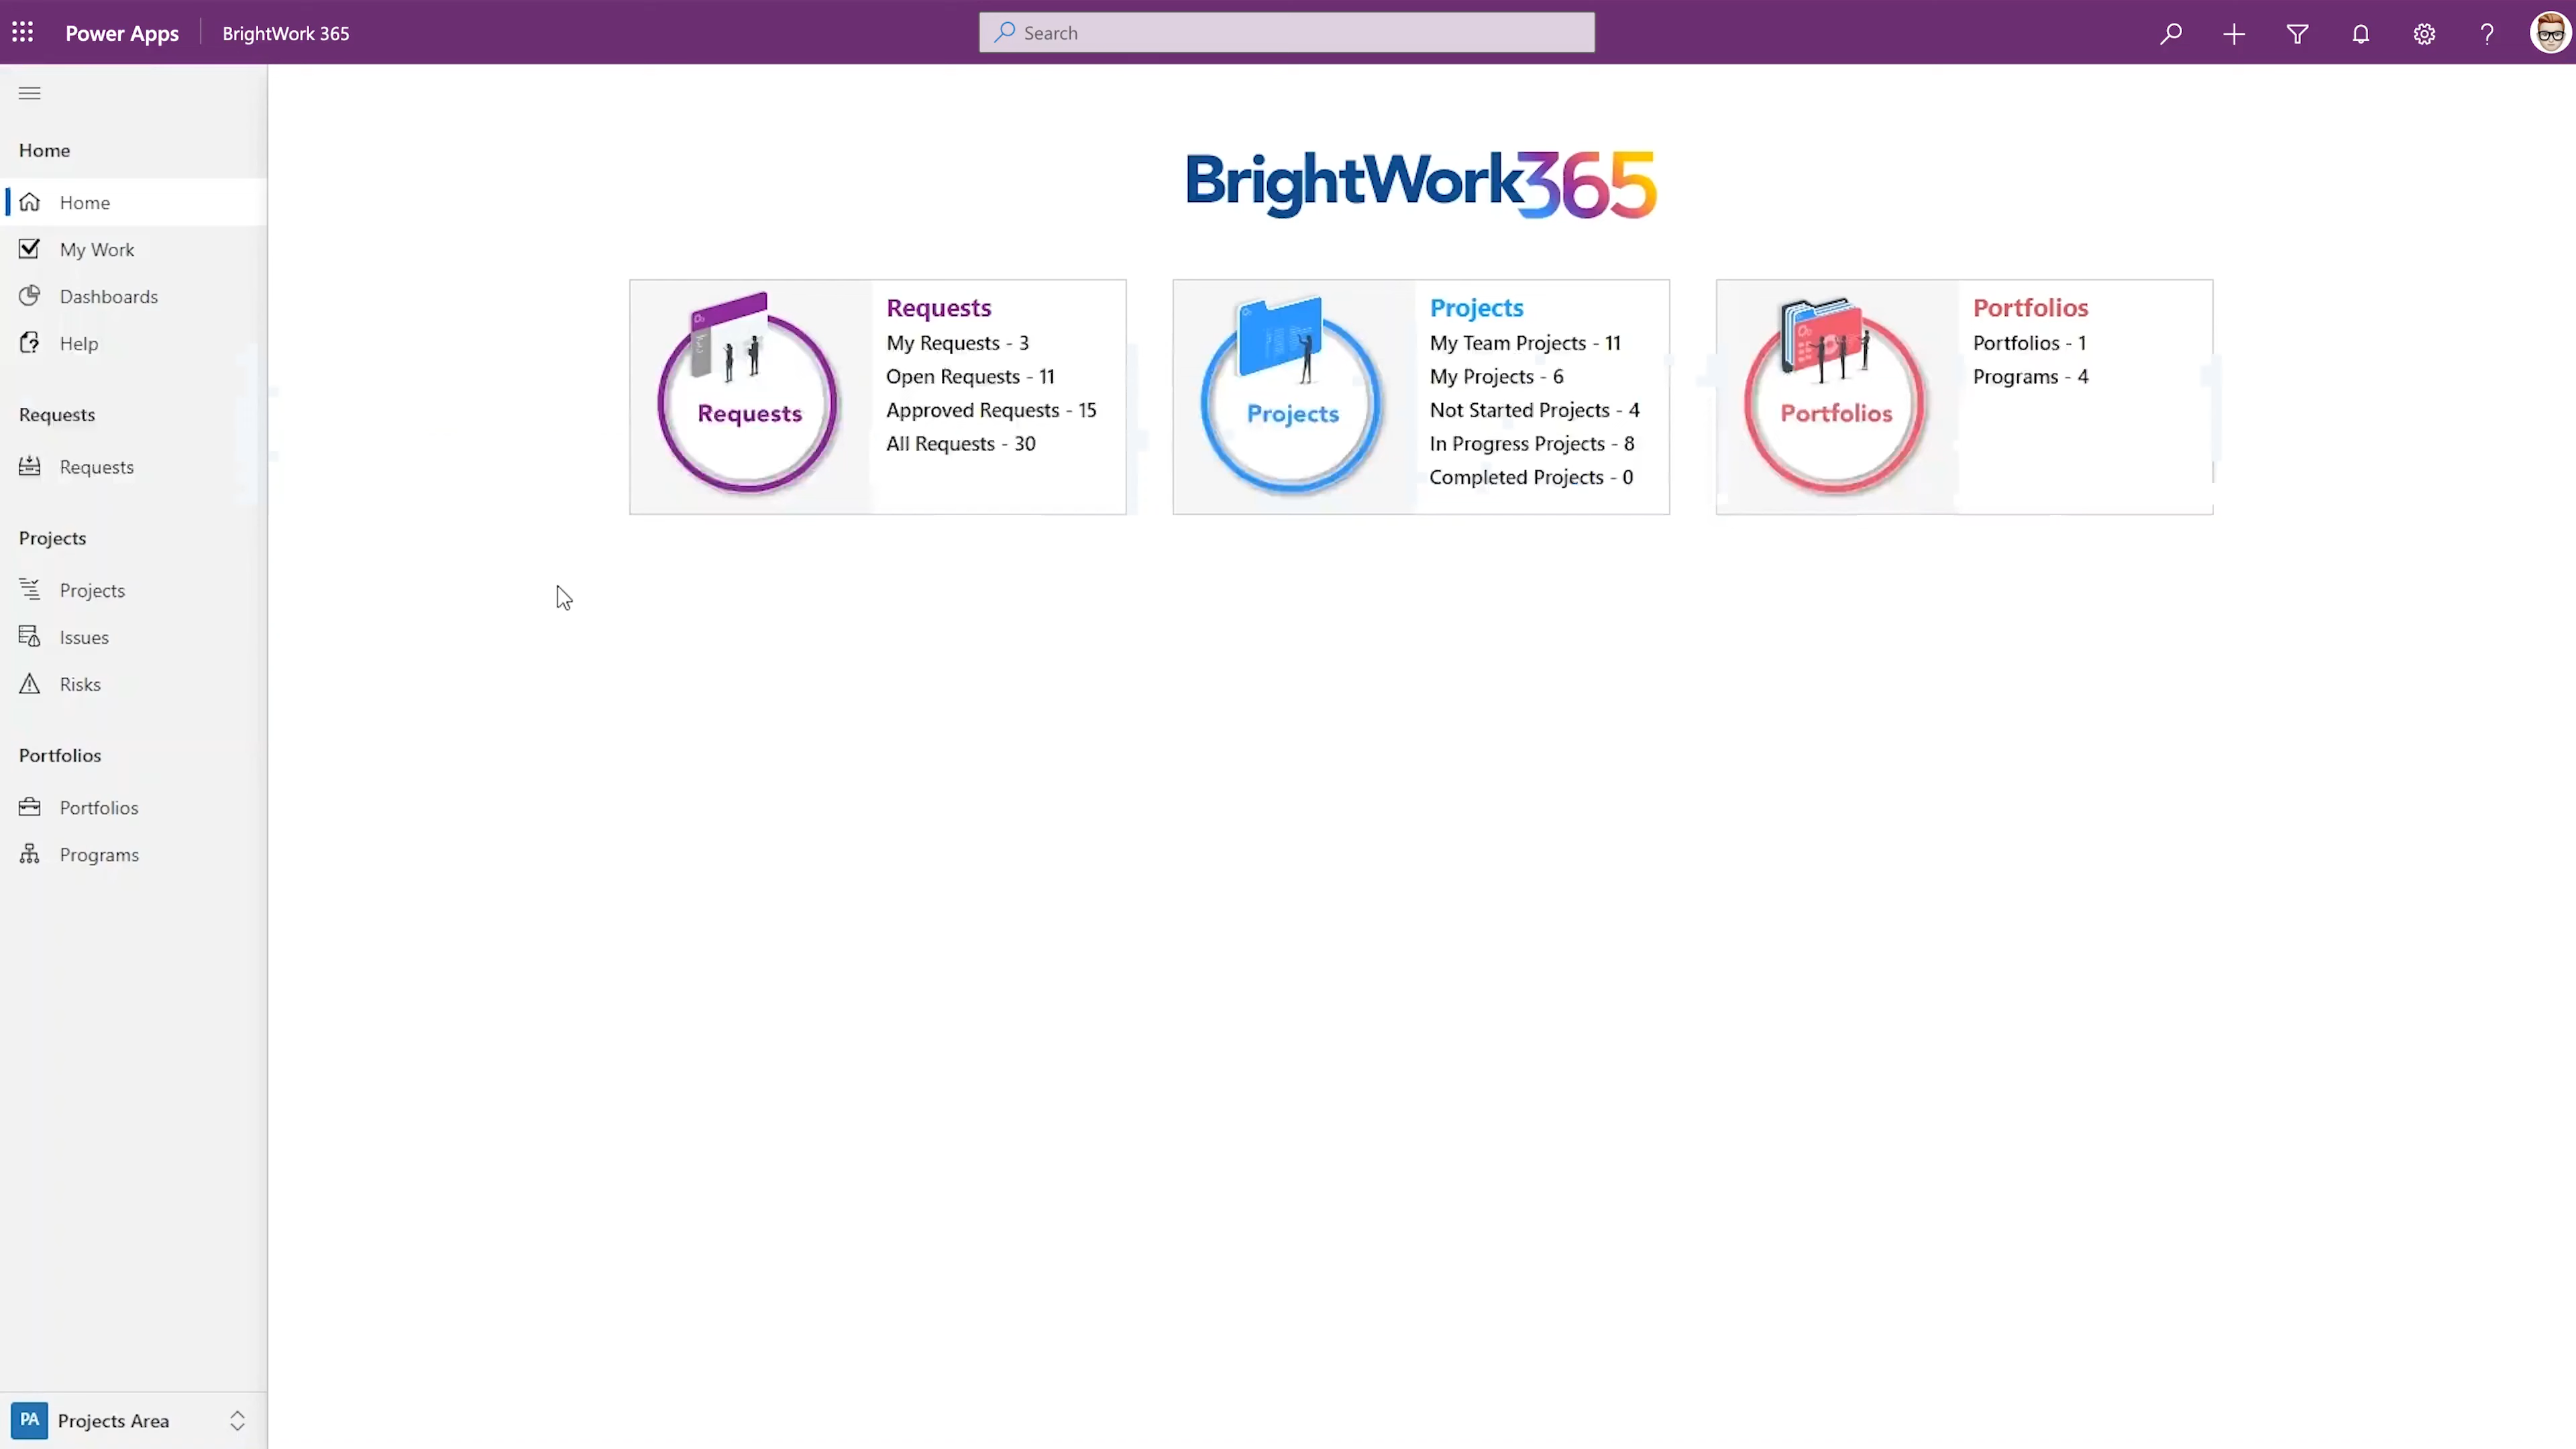 Power Apps
BrightWork 365
Search
Home
Home
My Work
Dashboards
Help
Requests
Requests
Projects
Projects
Issues
Risks
Portfolios
Portfolios
Programs
PA
Projects Area
BrightWork365
Requests
Requests
My Requests - 3
Open Requests - 11
Approved Requests - 15
All Requests - 30
Projects
Projects
My Team Projects - 11
My Projects - 6
Not Started Projects - 4
In Progress Projects - 8
Completed Projects - 0
Portfolios
Portfolios
Portfolios - 1
Programs - 4